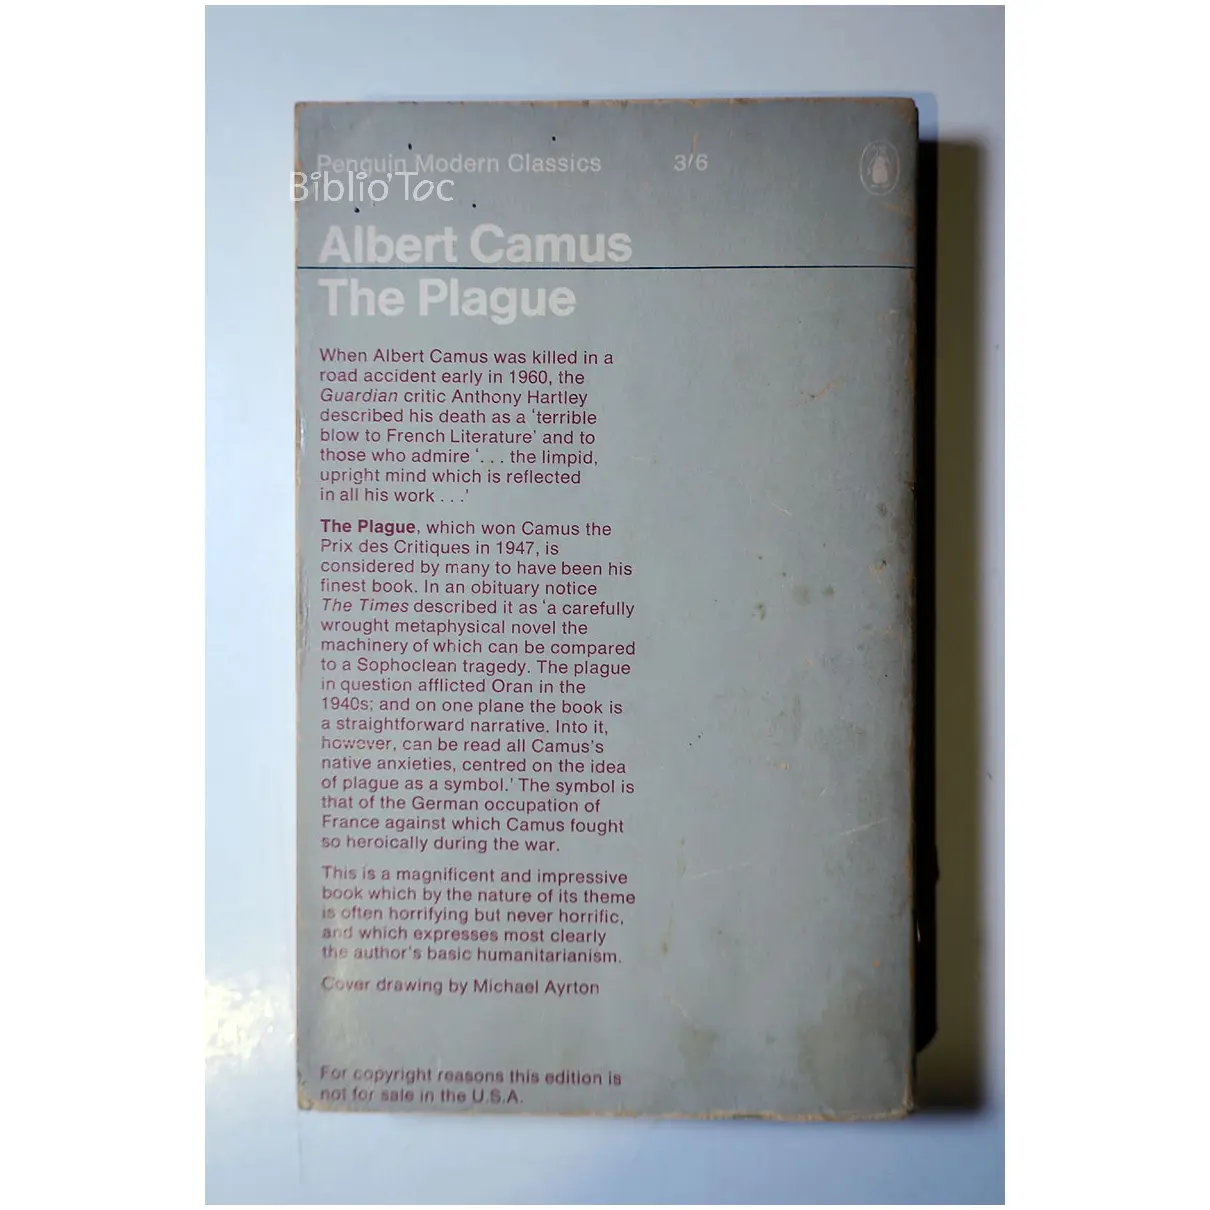 Penguin Modern Classics 3/6
Biblio'Toc
Albert Camus
The Plague
When Albert Camus was killed in a
road accident early in 1960, the
Guardian critic Anthony Hartley
described his death as a 'terrible
blow to French Literature' and to
those who admire '. . . the limpid,
upright mind which is reflected
in all his work . . .'
The Plague, which won Camus the
Prix des Critiques in 1947, is
considered by many to have been his
finest book. In an obituary notice
The Times described it as 'a carefully
wrought metaphysical novel the
machinery of which can be compared
to a Sophoclean tragedy. The plague
in question afflicted Oran in the
1940s; and on one plane the book is
a straightforward narrative. Into it,
however, can be read all Camus's
native anxieties, centred on the idea
of plague as a symbol.' The symbol is
that of the German occupation of
France against which Camus fought
so heroically during the war.
This is a magnificent and impressive
book which by the nature of its theme
is often horrifying but never horrific,
and which expresses most clearly
the author's basic humanitarianism.
Cover drawing by Michael Ayrton
For copyright reasons this edition is
not for sale in the U.S.A.